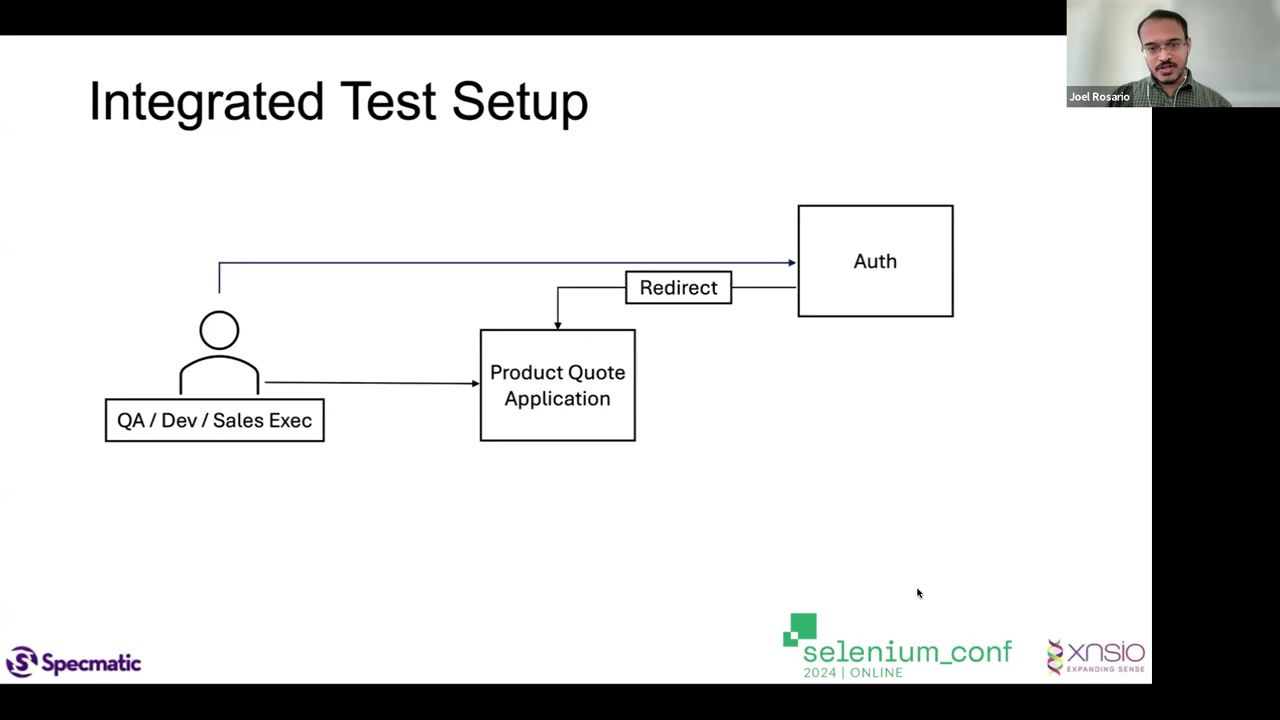 Joel Rosario
Integrated Test Setup
Auth
Redirect
Product Quote
Application
QA / Dev / Sales Exec
Specmatic
selenium_conf
2024 | ONLINE
xnsio
EXPANDING SENSE